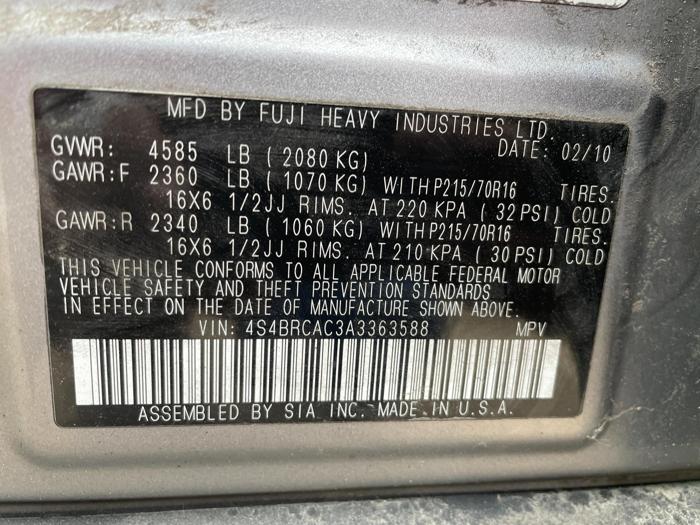 MFD BY FUJI HEAVY INDUSTRIES LTD.
GVWR: 4585 LB (2080 KG) DATE: 02/10
GAWR:F 2360 LB (1070 KG) WITH P215/70R16 TIRES.
16X6 1/2JJ RIMS. AT 220 KPA (32 PSI) COLD
GAWR:R 2340 LB (1060 KG) WITH P215/70R16 TIRES.
16X6 1/2JJ RIMS. AT 210 KPA (30 PSI) COLD
THIS VEHICLE CONFORMS TO ALL APPLICABLE FEDERAL MOTOR
VEHICLE SAFETY AND THEFT PREVENTION STANDARDS
IN EFFECT ON THE DATE OF MANUFACTURE SHOWN ABOVE.
VIN: 4S4BRCAC3A3363588 MPV
ASSEMBLED BY SIA INC. MADE IN U.S.A.